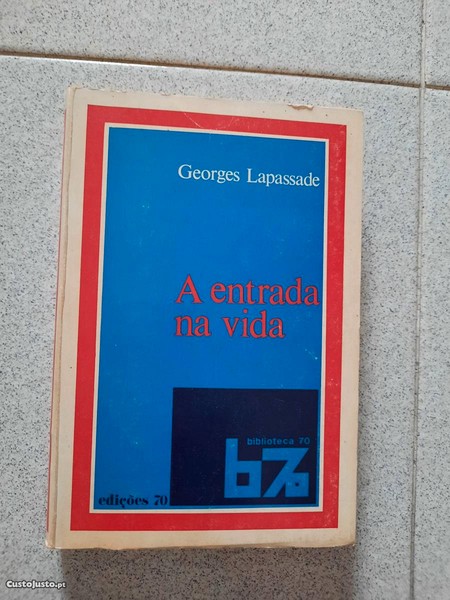 Georges Lapassade
A entrada
na vida
biblioteca 70
b70
edições 70
CustoJusto.pt